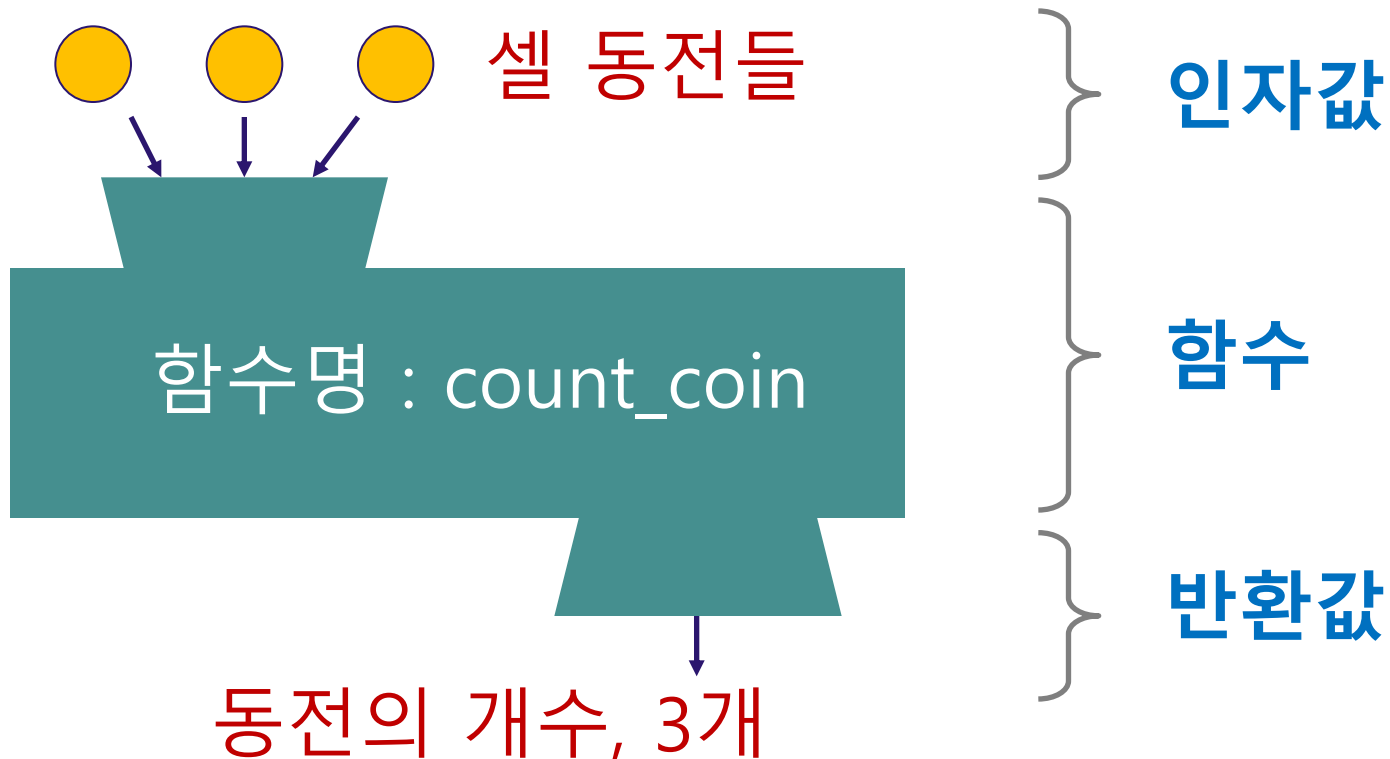 셀 동전들
인자값
함수명 : count_coin
함수
반환값
동전의 개수, 3개